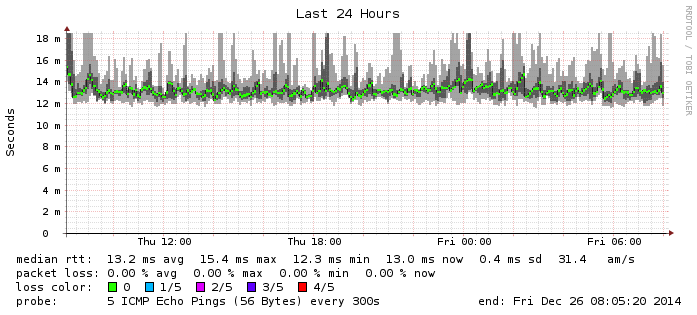 Last 24 Hours
RRDTOOL / TOBI OETIKER
Seconds
18 m
16 m
14 m
12 m
10 m
8 m
6 m
4 m
2 m
0
Thu 12:00 Thu 18:00 Fri 00:00 Fri 06:00
median rtt: 13.2 ms avg 15.4 ms max 12.3 ms min 13.0 ms now 0.4 ms sd 31.4 am/s
packet loss: 0.00 % avg 0.00 % max 0.00 % min 0.00 % now
loss color: 0 1/5 2/5 3/5 4/5
probe: 5 ICMP Echo Pings (56 Bytes) every 300s end: Fri Dec 26 08:05:20 2014